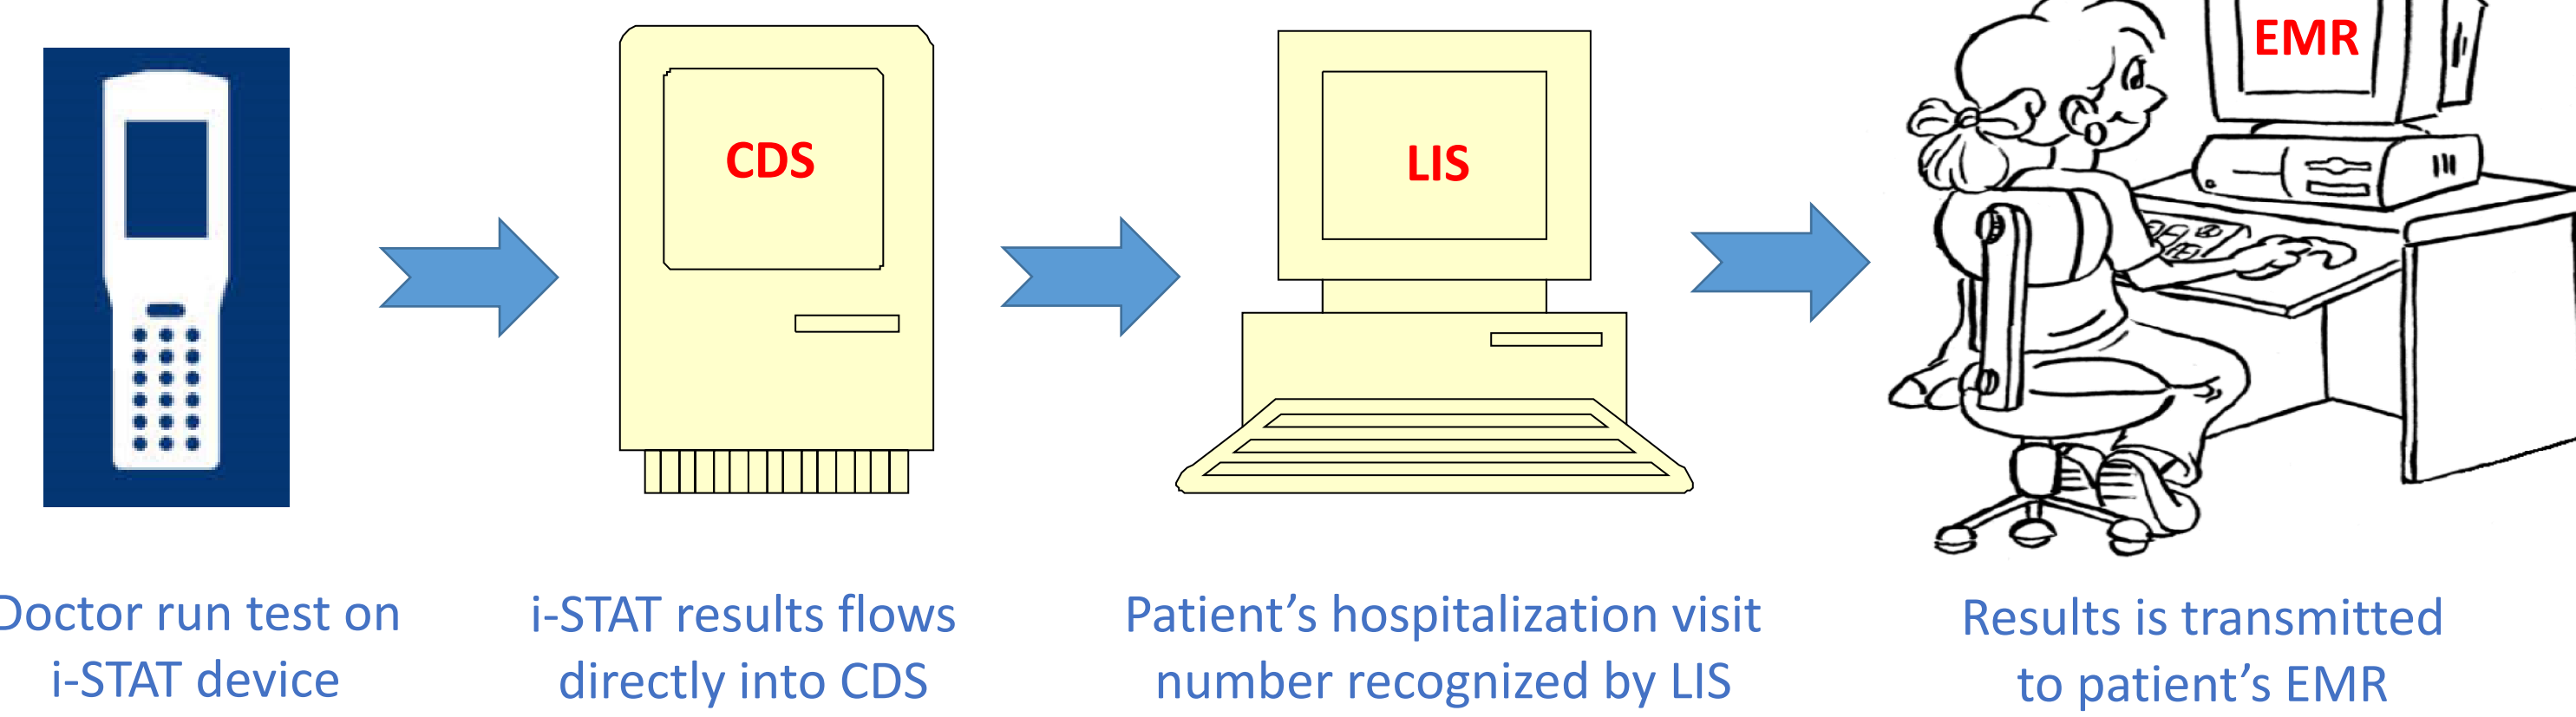 EMR
CDS
LIS
Doctor run test on
i-STAT device
i-STAT results flows
directly into CDS
Patient’s hospitalization visit
number recognized by LIS
Results is transmitted
to patient’s EMR